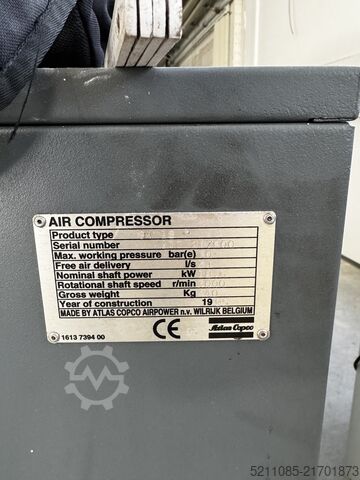 AIR COMPRESSOR
Product type
Serial number
Max. working pressure bar(e)
Free air delivery l/s
Nominal shaft power kW
Rotational shaft speed r/min
Gross weight Kg
Year of construction 19
MADE BY ATLAS COPCO AIRPOWER n.v. WILRIJK BELGIUM
1613 7394 00 CE Atlas Copco
Machineseeker
5211085-21701873